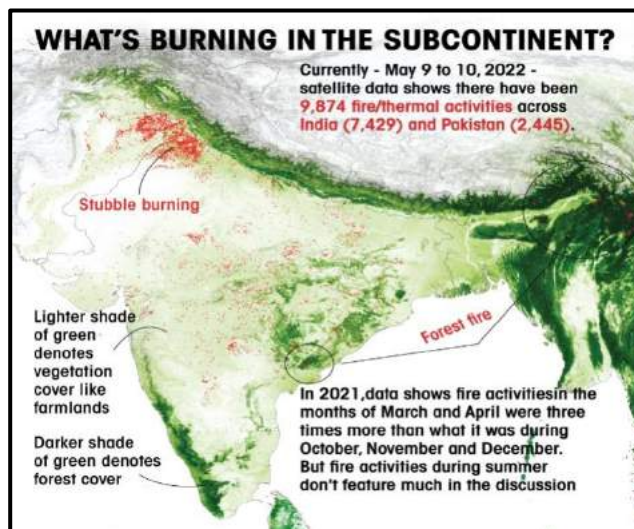 WHAT'S BURNING IN THE SUBCONTINENT?
Currently - May 9 to 10, 2022 -
satellite data shows there have been
9,874 fire/thermal activities across
India (7,429) and Pakistan (2,445).
Stubble burning
Lighter shade
of green
denotes
vegetation
cover like
farmlands
Darker shade
of green denotes
forest cover
Forest fire
In 2021,data shows fire activitiesin the
months of March and April were three
times more than what it was during
October, November and December.
But fire activities during summer
don't feature much in the discussion